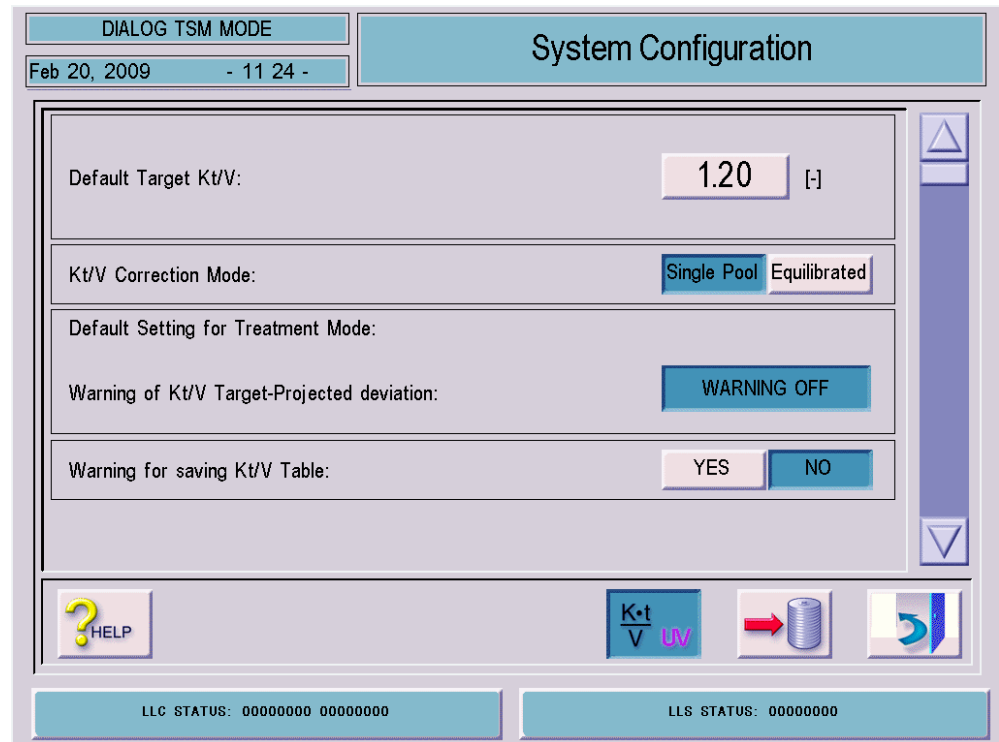 DIALOG TSM MODE
System Configuration
Feb 20, 2009 - 11 24 -
Default Target Kt/V: 1.20 [-]
Kt/V Correction Mode: Single Pool Equilibrated
Default Setting for Treatment Mode:
Warning of Kt/V Target-Projected deviation: WARNING OFF
Warning for saving Kt/V Table: YES NO
?HELP
K•t
V UV
LLC STATUS: 00000000 00000000
LLS STATUS: 00000000